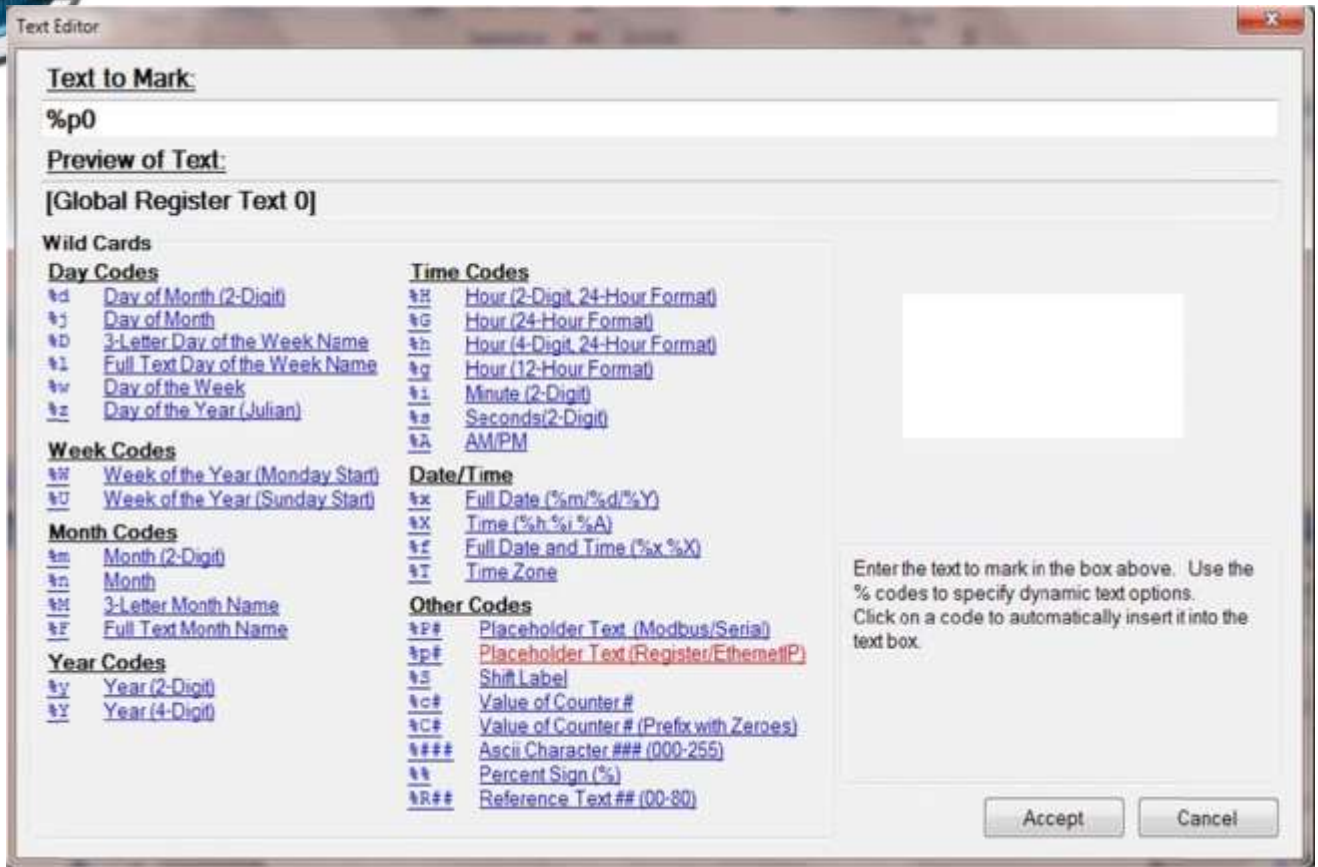 Text Editor
Text to Mark:
%p0
Preview of Text:
[Global Register Text 0]
Wild Cards
Day Codes
%d Day of Month (2-Digit)
%j Day of Month
%D 3-Letter Day of the Week Name
%l Full Text Day of the Week Name
%w Day of the Week
%z Day of the Year (Julian)
Week Codes
%W Week of the Year (Monday Start)
%U Week of the Year (Sunday Start)
Month Codes
%m Month (2-Digit)
%n Month
%M 3-Letter Month Name
%F Full Text Month Name
Year Codes
%y Year (2-Digit)
%Y Year (4-Digit)
Time Codes
%H Hour (2-Digit, 24-Hour Format)
%G Hour (24-Hour Format)
%h Hour (4-Digit, 24-Hour Format)
%g Hour (12-Hour Format)
%i Minute (2-Digit)
%s Seconds(2-Digit)
%A AM/PM
Date/Time
%x Full Date (%m/%d/%Y)
%X Time (%h:%i %A)
%f Full Date and Time (%x %X)
%T Time Zone
Other Codes
%P# Placeholder Text (Modbus/Serial)
%p# Placeholder Text (Register/EthernetIP)
%S Shift Label
%c# Value of Counter #
%C# Value of Counter # (Prefix with Zeroes)
%### Ascii Character ### (000-255)
%% Percent Sign (%)
%R## Reference Text ## (00-80)
Enter the text to mark in the box above. Use the
% codes to specify dynamic text options.
Click on a code to automatically insert it into the
text box.
Accept
Cancel